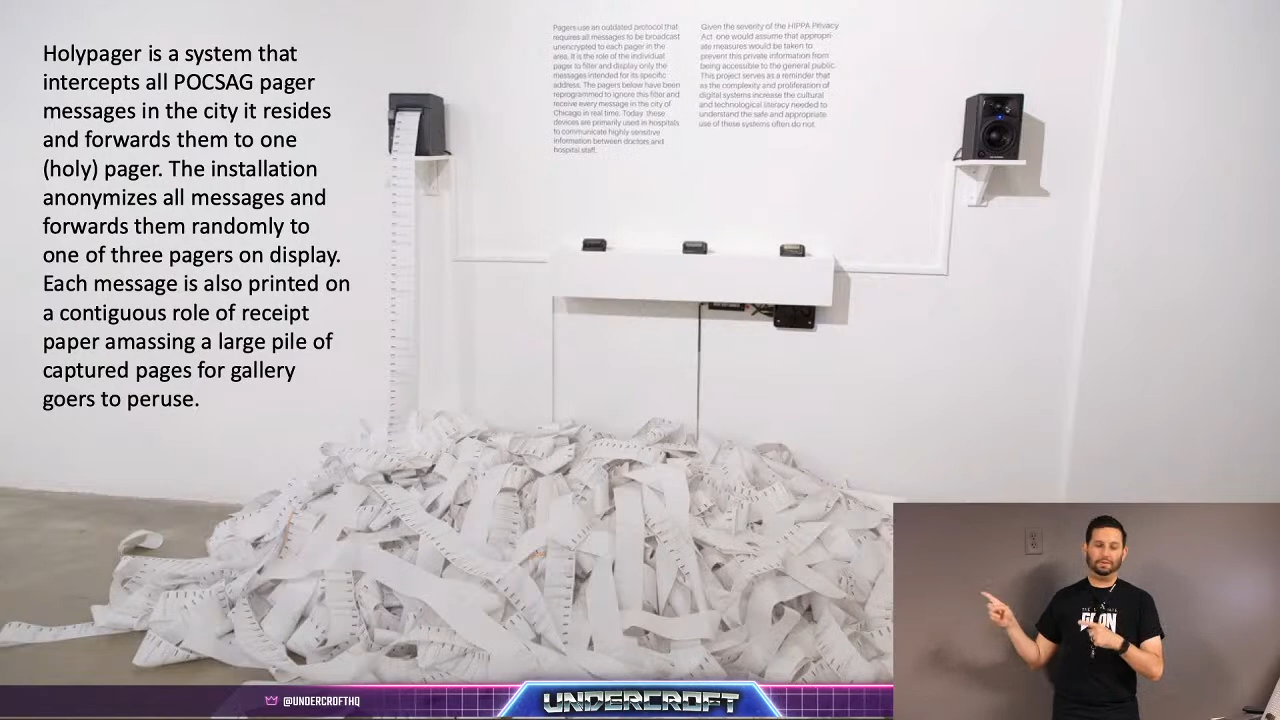 Holypager is a system that
intercepts all POCSAG pager
messages in the city it resides
and forwards them to one
(holy) pager. The installation
anonymizes all messages and
forwards them randomly to
one of three pagers on display.
Each message is also printed on
a contiguous role of receipt
paper amassing a large pile of
captured pages for gallery
goers to peruse.
Pagers use an outdated protocol that
requires all messages to be broadcast
unencrypted to each pager in the
area. It is the role of the individual
pager to filter and display only the
messages intended for its specific
address. The pagers below have been
reprogrammed to ignore this filter and
receive every message in the city of
Chicago in real time. Today these
devices are primarily used in hospitals
to communicate highly sensitive
information between doctors and
hospital staff.
Given the severity of the HIPPA Privacy
Act one would assume that appropri-
ate measures would be taken to
prevent this private information from
being accessible to the general public.
This project serves as a reminder that
as the complexity and proliferation of
digital systems increase the cultural
and technological literacy needed to
understand the safe and appropriate
use of these systems often do not.
@UNDERCROFTHQ
UNDERCROFT